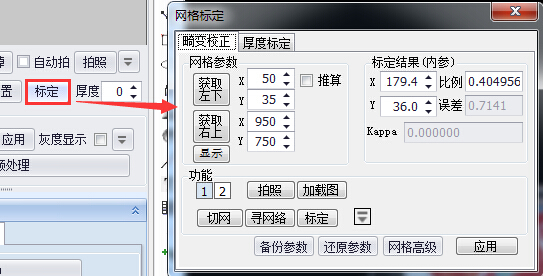 网格标定
畸变校正 厚度标定
自动拍 拍照
置 标定 厚度 0
应用 灰度显示
预处理
网格参数
获取左下 X 50 推算
Y 35
获取右上 X 950
Y 750
显示
标定结果(内参)
X 179.4 比例 0.404956
Y 36.0 误差 0.7141
Kappa 0.000000
功能
1 2 拍照 加载图
切网 寻网络 标定
备份参数 还原参数 网格高级 应用